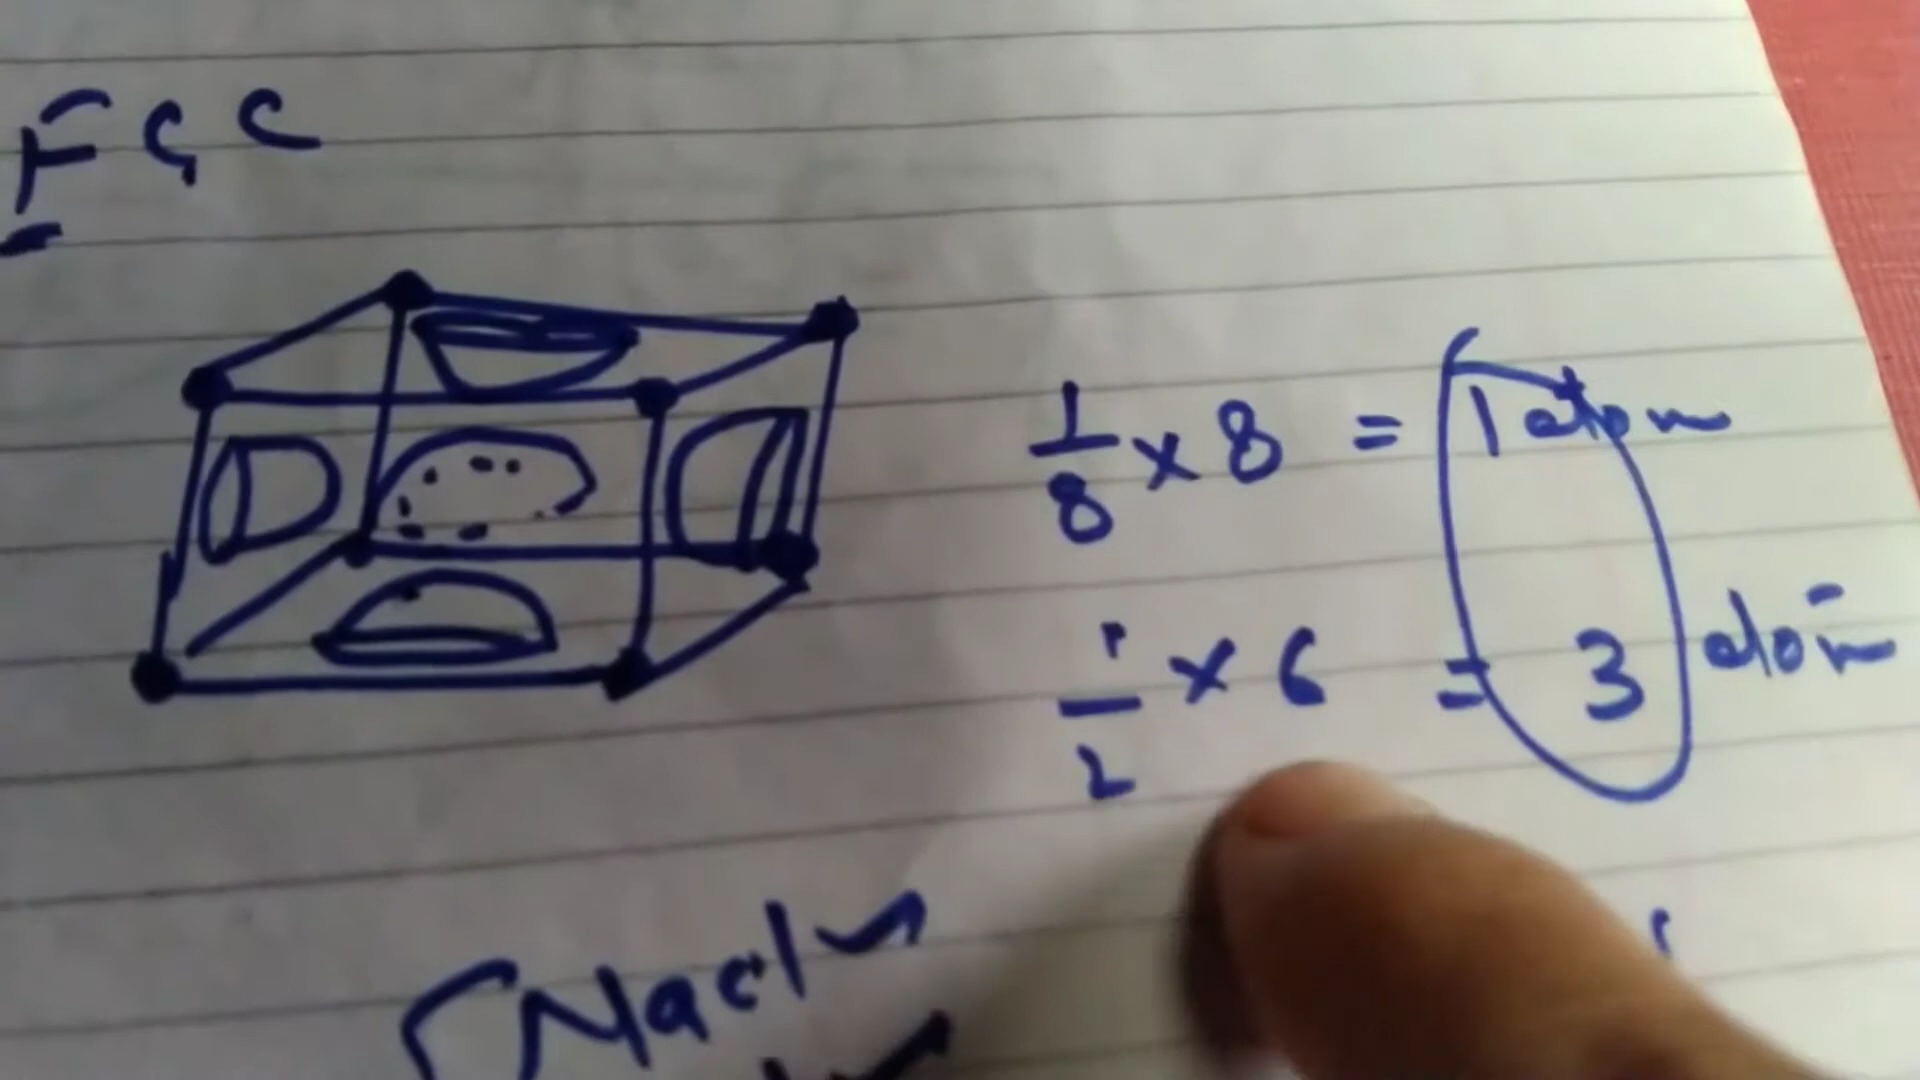 FCC
1/8 × 8 = 1 atom
1/2 × 6 = 3 atom
Nacl